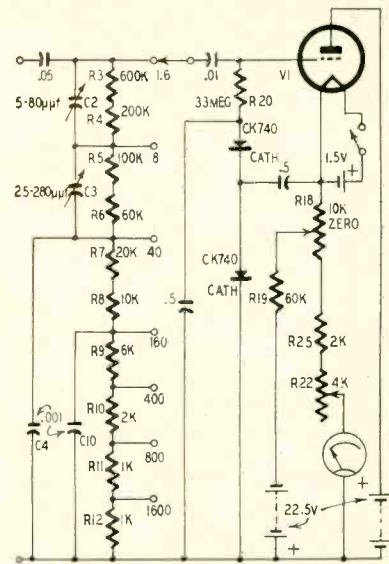 .05
R3
600K
1.6
.01
V1
5-80µµf
C2
R4
200K
33MEG
R20
CK740
CATH
R5
100K
8
.5
1.5V
+
25-280µµf
C3
R6
60K
R18
10K
ZERO
R7
20K
40
CK740
CATH
R19
60K
R8
10K
.5
R25
2K
160
R9
6K
R22
4K
400
.001
C4
C10
R10
2K
800
R11
1K
22.5V
+
1600
R12
1K
+